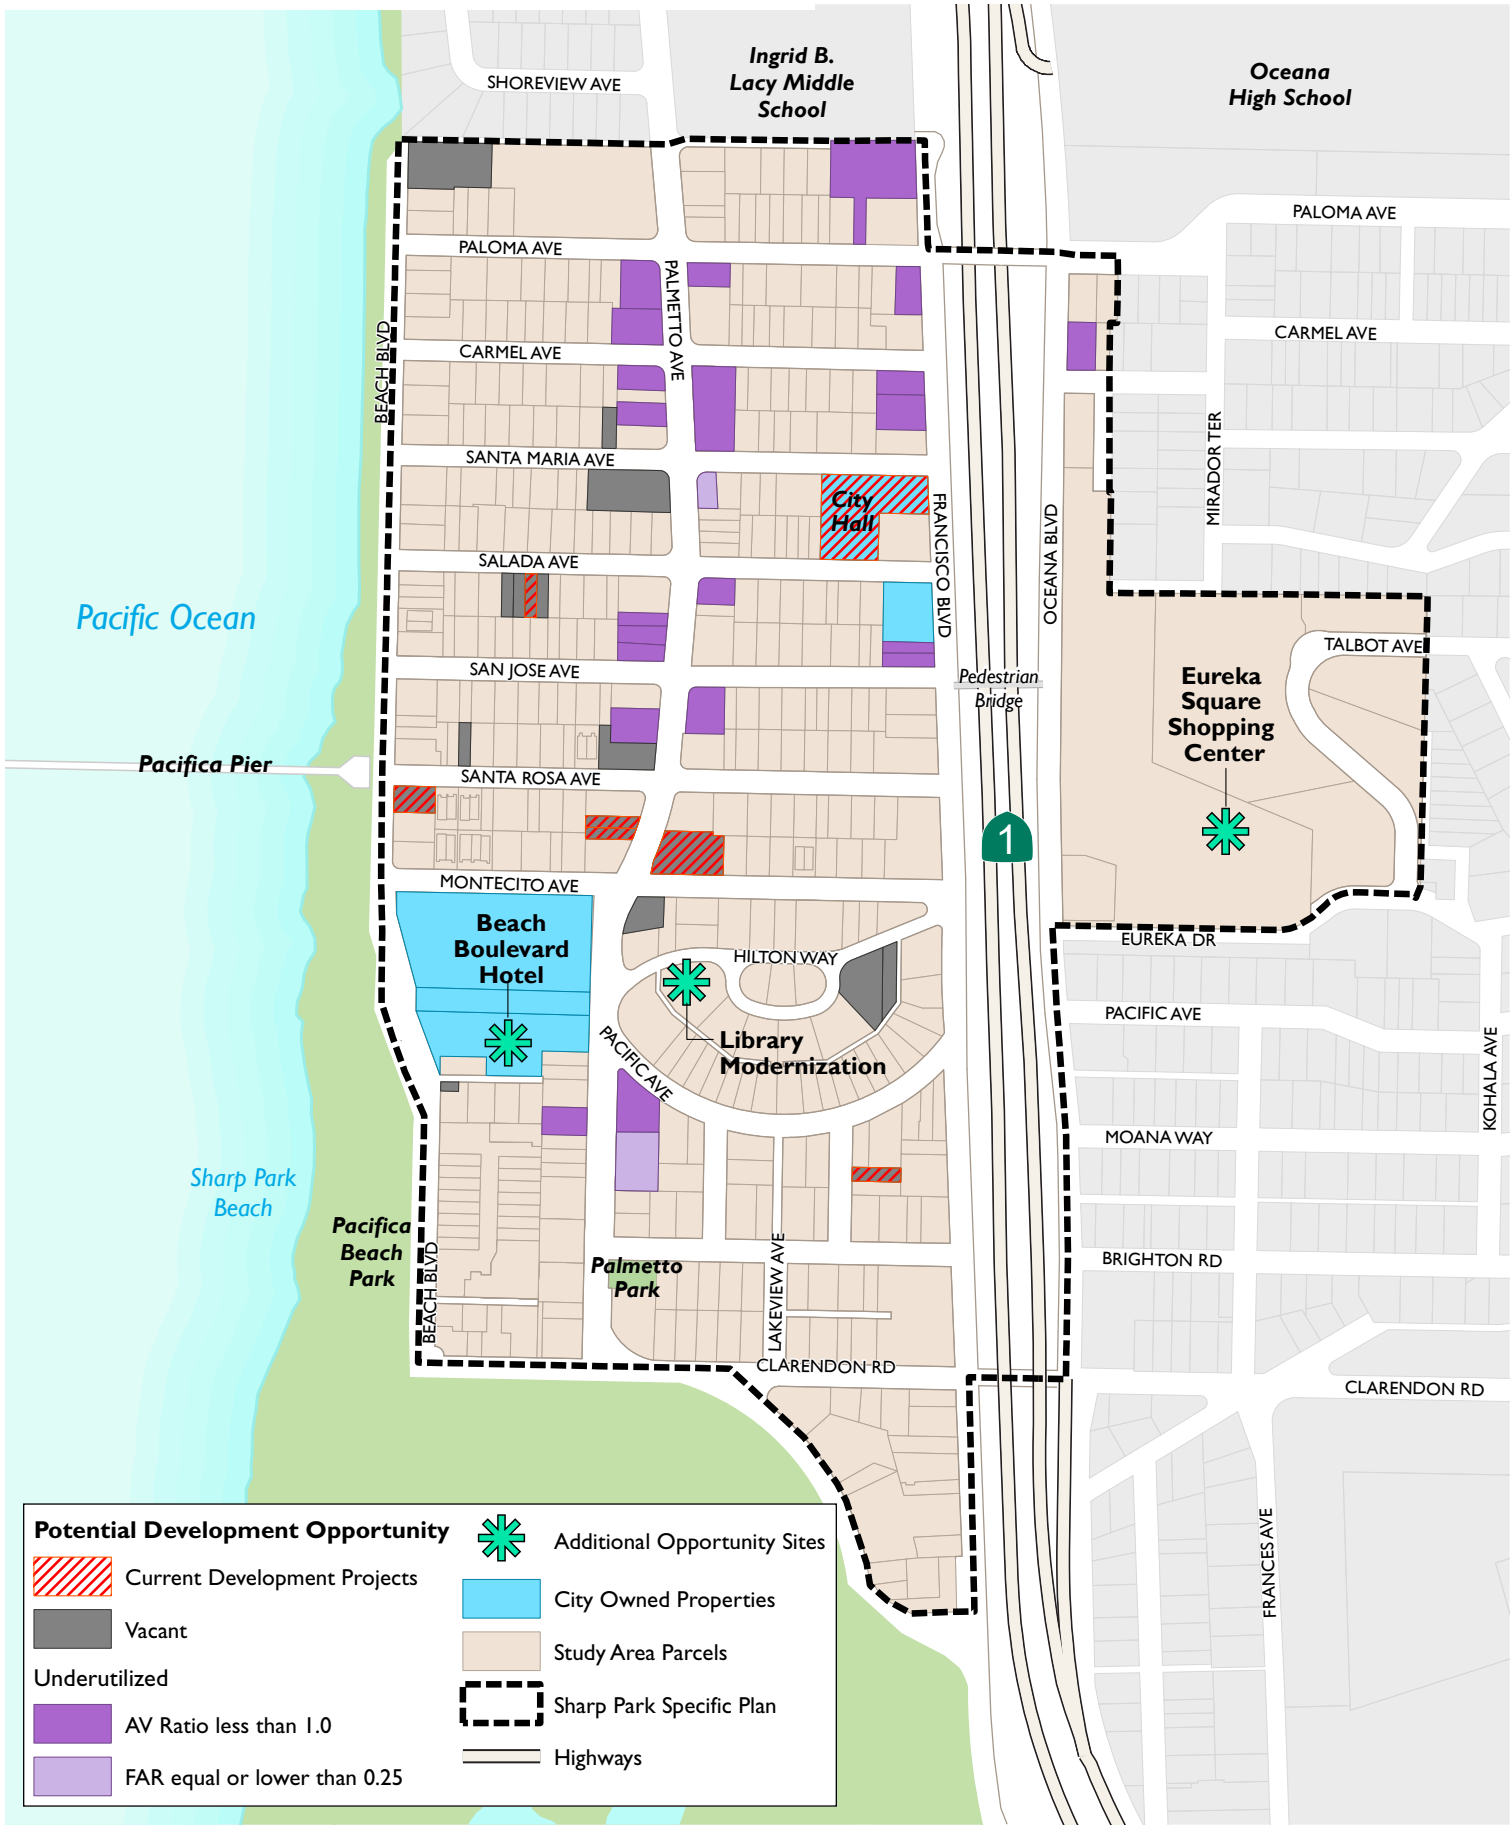 Ingrid B.
Lacy Middle
School
Oceana
High School
SHOREVIEW AVE
PALOMA AVE
PALOMA AVE
PALMETTO AVE
CARMEL AVE
CARMEL AVE
BEACH BLVD
MIRADOR TER
SANTA MARIA AVE
City
Hall
FRANCISCO BLVD
OCEANA BLVD
SALADA AVE
Pacific Ocean
TALBOT AVE
SAN JOSE AVE
Pedestrian
Bridge
Eureka
Square
Shopping
Center
Pacifica Pier
SANTA ROSA AVE
1
MONTECITO AVE
Beach
Boulevard
Hotel
HILTON WAY
EUREKA DR
PACIFIC AVE
PACIFIC AVE
Library
Modernization
KOHALA AVE
MOANA WAY
Sharp Park
Beach
Pacifica
Beach
Park
BEACH BLVD
Palmetto
Park
LAKEVIEW AVE
BRIGHTON RD
CLARENDON RD
CLARENDON RD
FRANCES AVE
Potential Development Opportunity
Current Development Projects
Vacant
Underutilized
AV Ratio less than 1.0
FAR equal or lower than 0.25
Additional Opportunity Sites
City Owned Properties
Study Area Parcels
Sharp Park Specific Plan
Highways